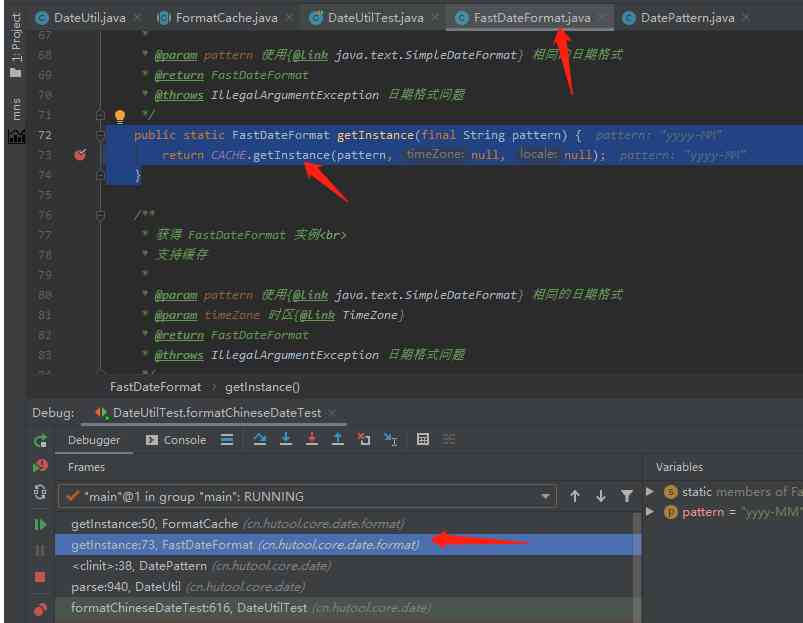 DateUtil.java × FormatCache.java × DateUtilTest.java × FastDateFormat.java × DatePattern.java ×
1: Project
mns
67 *
68 * @param pattern 使用{@link java.text.SimpleDateFormat} 相同的日期格式
69 * @return FastDateFormat
70 * @throws IllegalArgumentException 日期格式问题
71 */
72 public static FastDateFormat getInstance(final String pattern) { pattern: "yyyy-MM"
73 return CACHE.getInstance(pattern, timeZone: null, locale: null); pattern: "yyyy-MM"
74 }
75
76 /**
77 * 获得 FastDateFormat 实例<br>
78 * 支持缓存
79 *
80 * @param pattern 使用{@link java.text.SimpleDateFormat} 相同的日期格式
81 * @param timeZone 时区{@link TimeZone}
82 * @return FastDateFormat
83 * @throws IllegalArgumentException 日期格式问题
*/
FastDateFormat › getInstance()
Debug: DateUtilTest.formatChineseDateTest ×
Debugger Console
Frames
Variables
"main"@1 in group "main": RUNNING
static members of Fa
pattern = "yyyy-MM"
getInstance:50, FormatCache (cn.hutool.core.date.format)
getInstance:73, FastDateFormat (cn.hutool.core.date.format)
<clinit>:38, DatePattern (cn.hutool.core.date)
parse:940, DateUtil (cn.hutool.core.date)
formatChineseDateTest:616, DateUtilTest (cn.hutool.core.date)